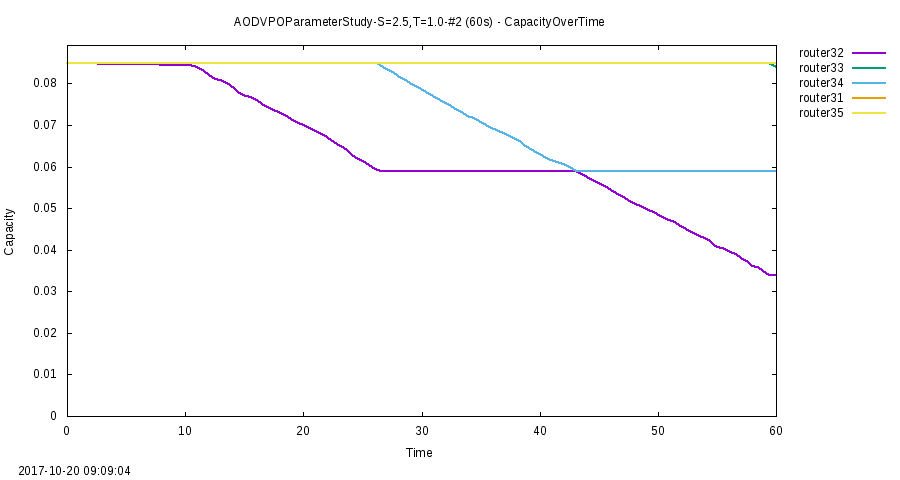 AODVPOParameterStudy-S=2.5,T=1.0-#2 (60s) - CapacityOverTime
router32
router33
router34
router31
router35
0.08
0.07
0.06
0.05
0.04
0.03
0.02
0.01
0
Capacity
0 10 20 30 40 50 60
Time
2017-10-20 09:09:04